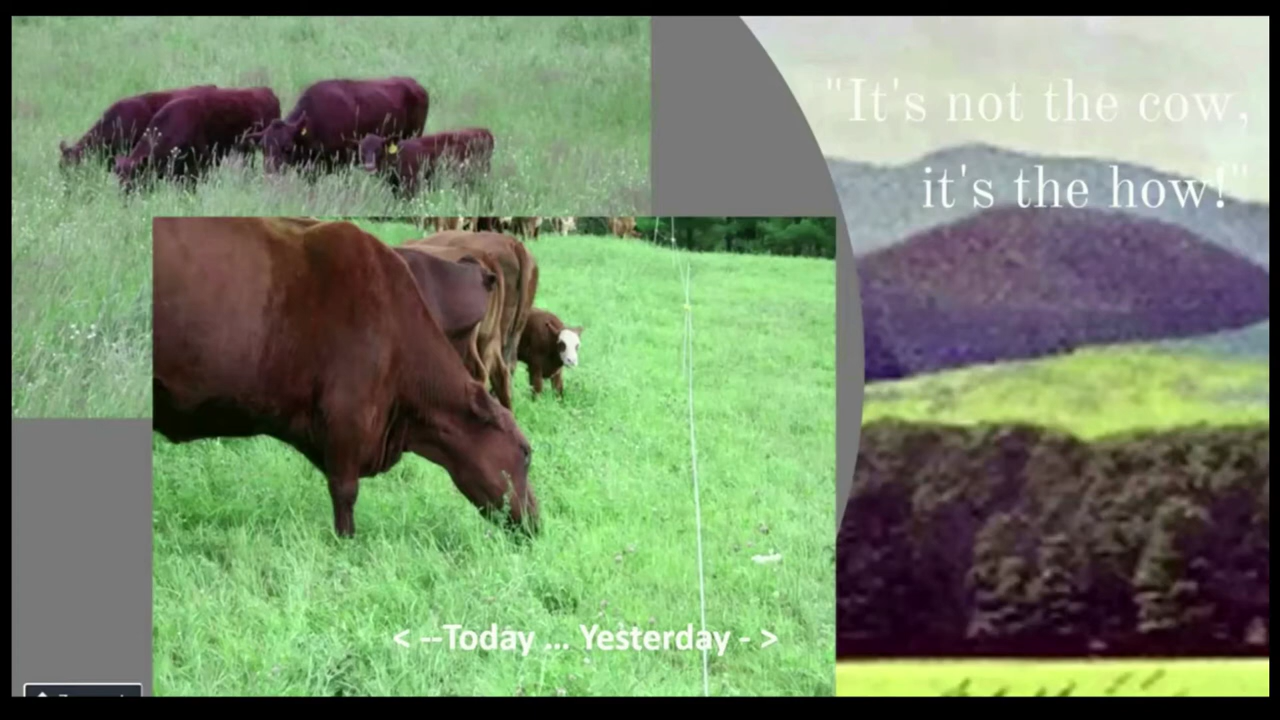 "It's not the cow,
it's the how!"
< --Today ... Yesterday - >